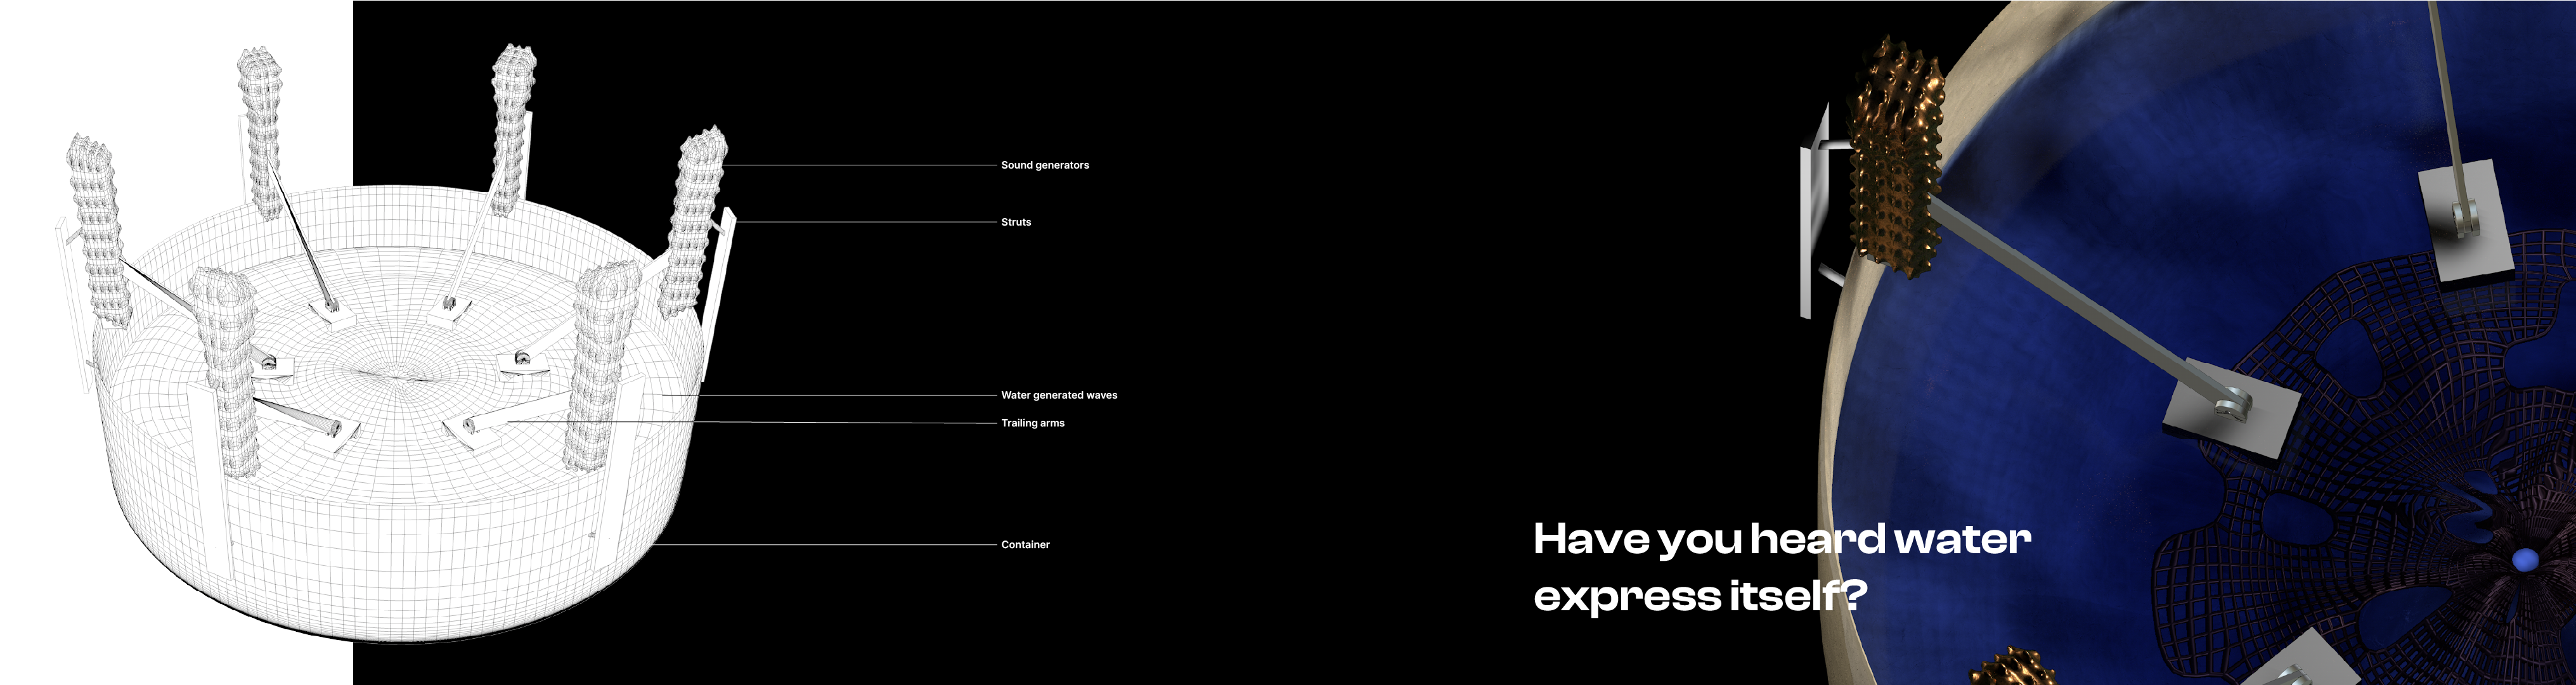 Sound generators
Struts
Water generated waves
Trailing arms
Container
Have you heard water
express itself?